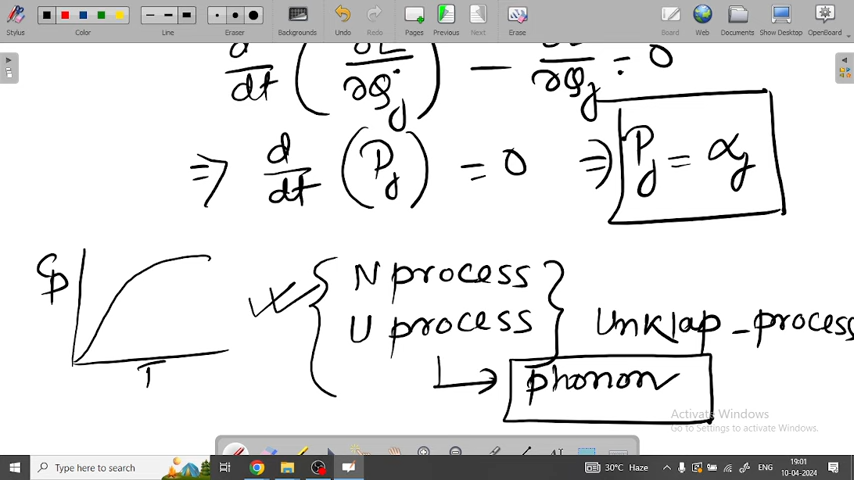 Stylus Color Line Eraser Backgrounds Undo Redo Pages Previous Next Erase Board Web Documents Show Desktop OpenBoard
d/dt (∂L/∂Q̇j) − ∂L/∂Qj = 0
⇒ d/dt (Pj) = 0 ⇒ Pj = αj
Cp
T
N process
U process
Unklap_process
phonon
Activate Windows
Go to Settings to activate Windows.
Type here to search
30°C Haze
ENG
19:01
10-04-2024